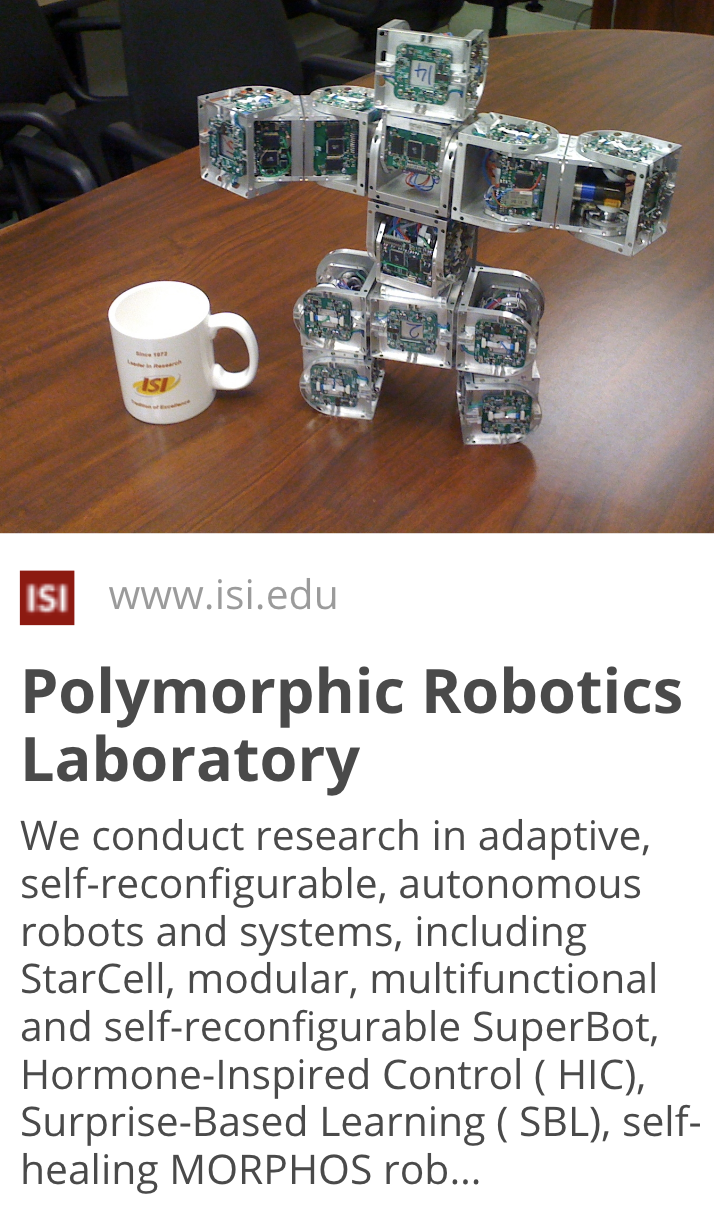 14
2
Since 1972
Leader in Research
ISI
Tradition of Excellence
ISI
www.isi.edu
Polymorphic Robotics
Laboratory
We conduct research in adaptive,
self-reconfigurable, autonomous
robots and systems, including
StarCell, modular, multifunctional
and self-reconfigurable SuperBot,
Hormone-Inspired Control ( HIC),
Surprise-Based Learning ( SBL), self-
healing MORPHOS rob...